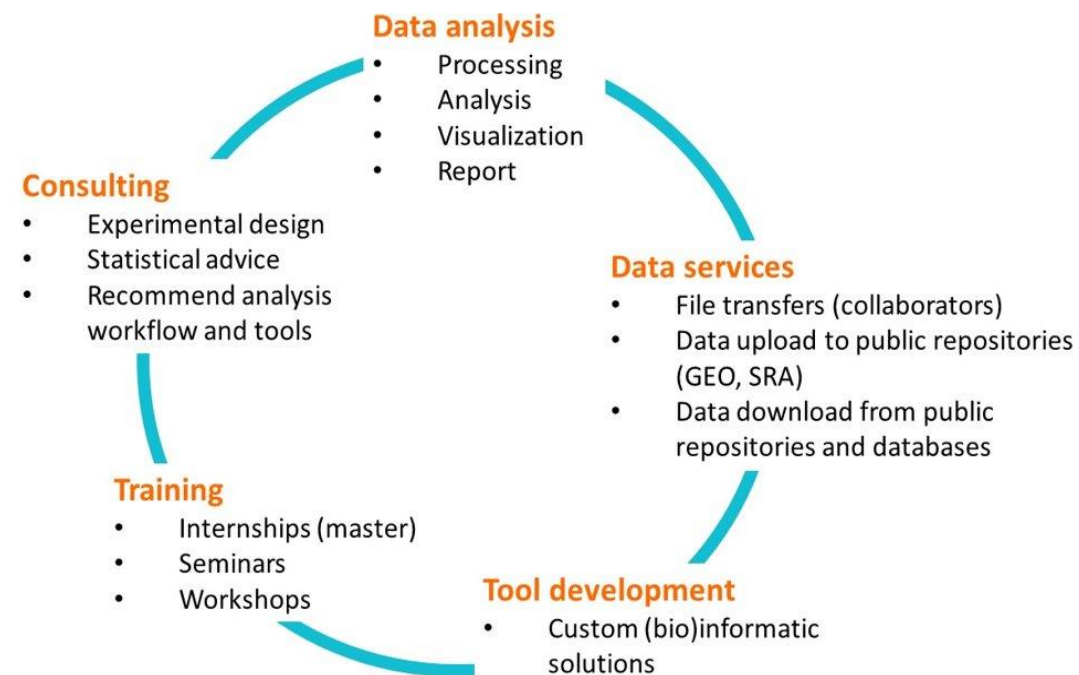 Data analysis
• Processing
• Analysis
• Visualization
• Report
Consulting
• Experimental design
• Statistical advice
• Recommend analysis
workflow and tools
Data services
• File transfers (collaborators)
• Data upload to public repositories
(GEO, SRA)
• Data download from public
repositories and databases
Training
• Internships (master)
• Seminars
• Workshops
Tool development
• Custom (bio)informatic
solutions